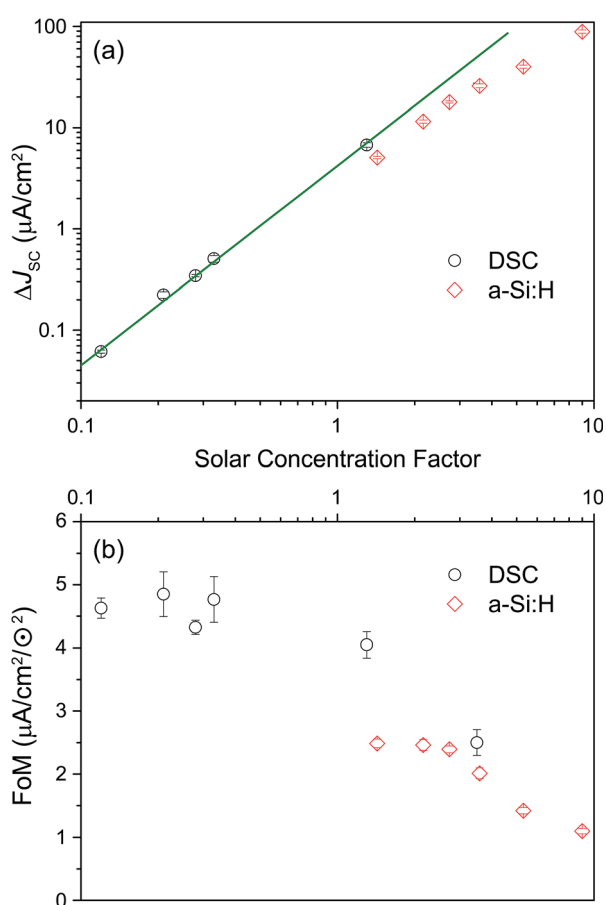 (a)
100
10
1
0.1
ΔJSC (μA/cm²)
DSC
a-Si:H
0.1 1 10
Solar Concentration Factor
0.1 1 10
(b)
6
5
4
3
2
1
0
FoM (μA/cm²/⊙²)
DSC
a-Si:H